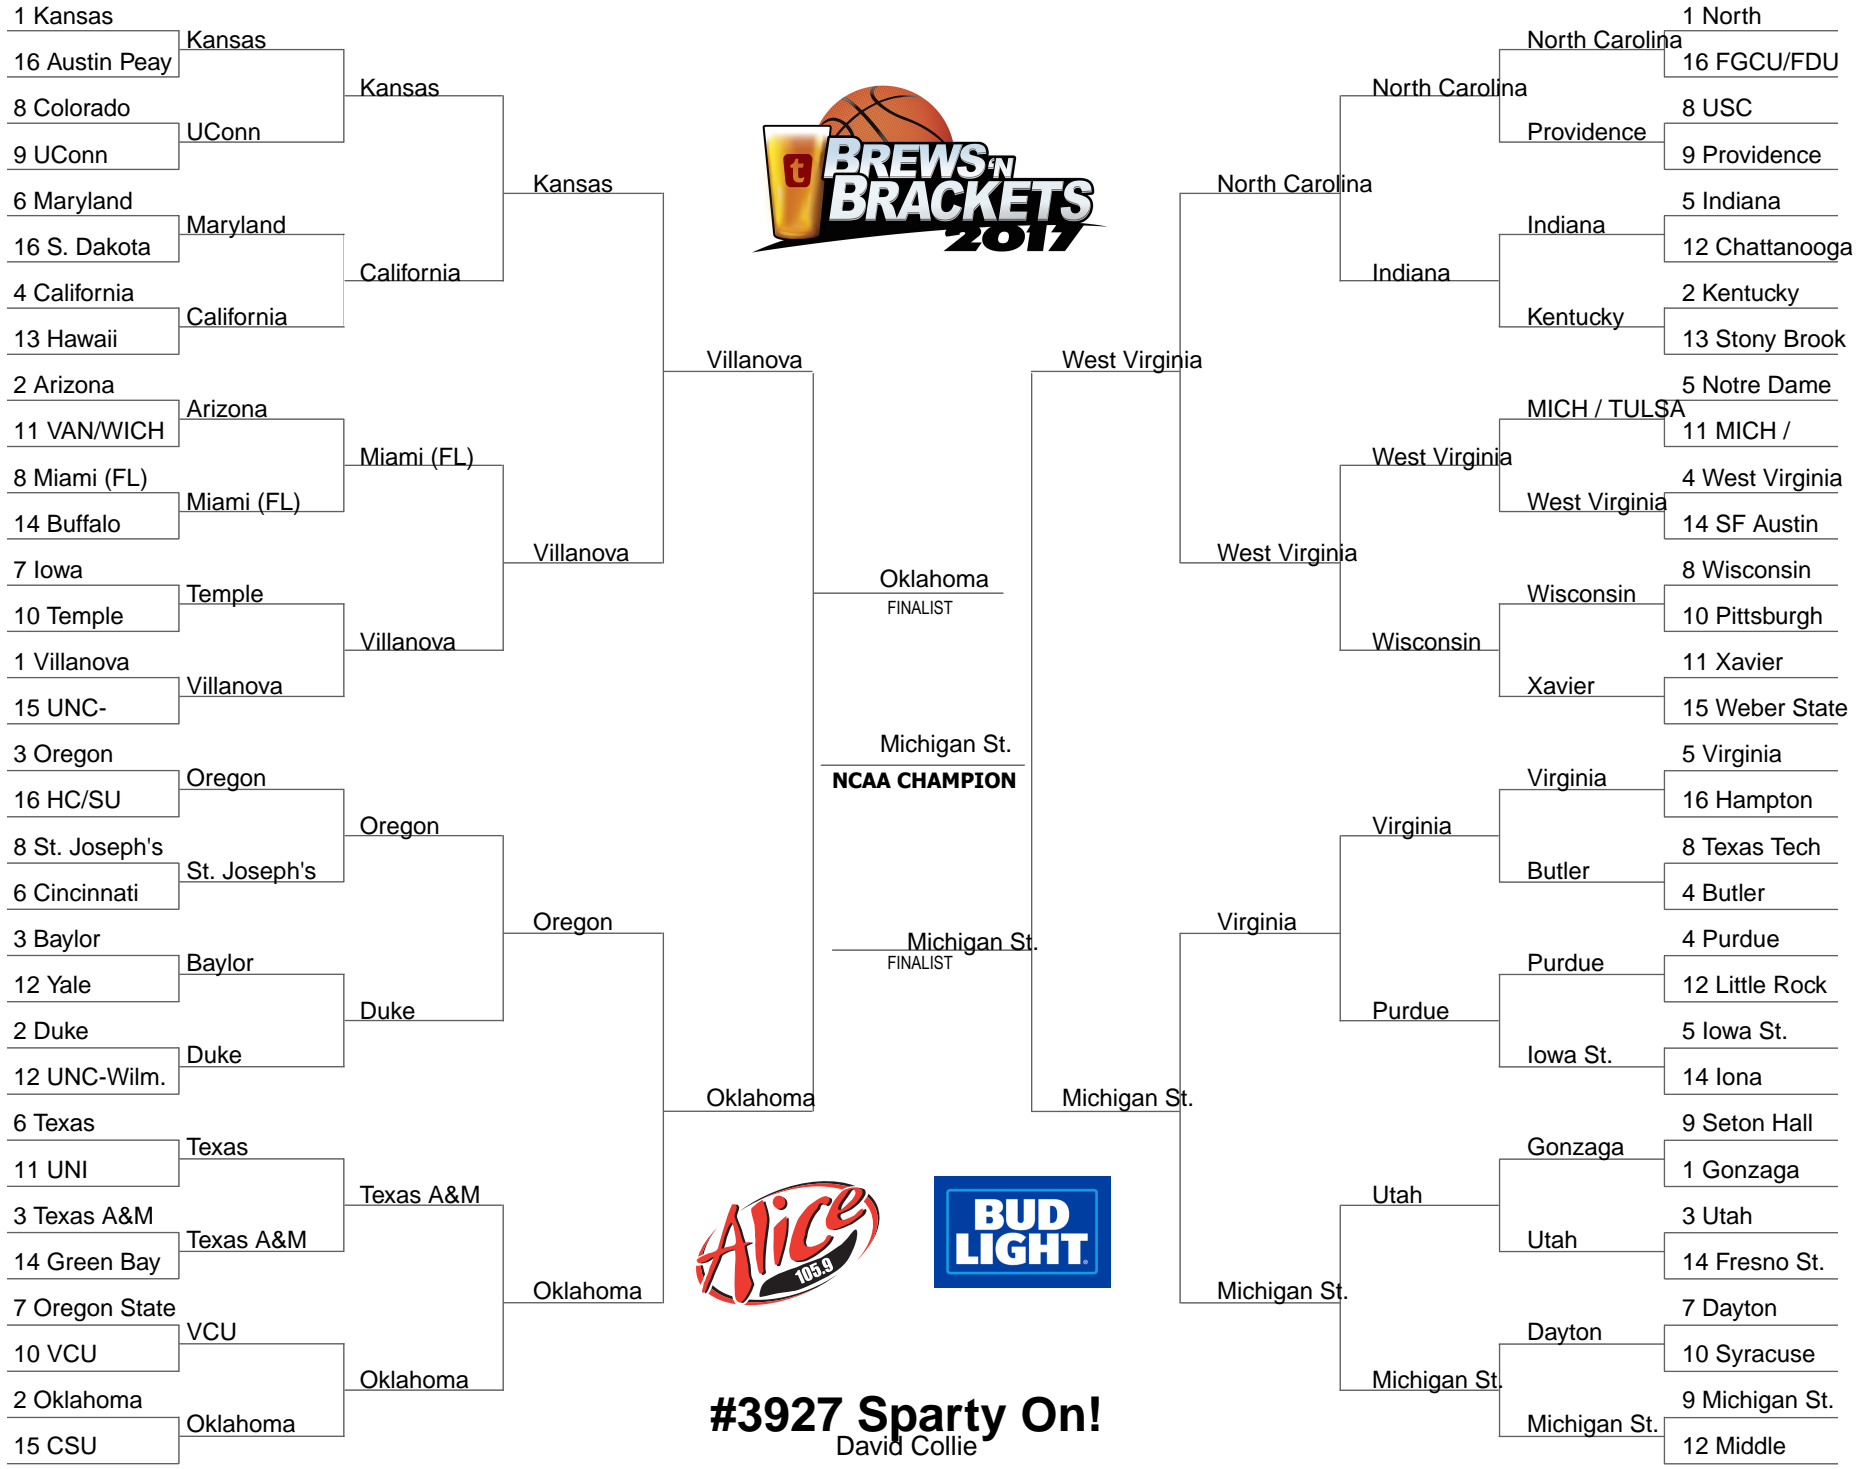 1 Kansas
16 Austin Peay
8 Colorado
9 UConn
6 Maryland
16 S. Dakota
4 California
13 Hawaii
2 Arizona
11 VAN/WICH
8 Miami (FL)
14 Buffalo
7 Iowa
10 Temple
1 Villanova
15 UNC-
3 Oregon
16 HC/SU
8 St. Joseph's
6 Cincinnati
3 Baylor
12 Yale
2 Duke
12 UNC-Wilm.
6 Texas
11 UNI
3 Texas A&M
14 Green Bay
7 Oregon State
10 VCU
2 Oklahoma
15 CSU
Kansas
UConn
Maryland
California
Arizona
Miami (FL)
Temple
Villanova
Oregon
St. Joseph's
Baylor
Duke
Texas
Texas A&M
VCU
Oklahoma
Kansas
California
Miami (FL)
Villanova
Oregon
Duke
Texas A&M
Oklahoma
Kansas
Villanova
Oregon
Oklahoma
Villanova
Oklahoma
t
BREWS 'N
BRACKETS
2017
Oklahoma
FINALIST
Michigan St.
NCAA CHAMPION
Michigan St.
FINALIST
Alice
105.9
BUD
LIGHT
#3927 Sparty On!
David Collie
West Virginia
Michigan St.
North Carolina
West Virginia
Virginia
Michigan St.
North Carolina
Indiana
West Virginia
Wisconsin
Virginia
Purdue
Utah
Michigan St.
North Carolina
Providence
Indiana
Kentucky
MICH / TULSA
West Virginia
Wisconsin
Xavier
Virginia
Butler
Purdue
Iowa St.
Gonzaga
Utah
Dayton
Michigan St.
1 North
16 FGCU/FDU
8 USC
9 Providence
5 Indiana
12 Chattanooga
2 Kentucky
13 Stony Brook
5 Notre Dame
11 MICH /
4 West Virginia
14 SF Austin
8 Wisconsin
10 Pittsburgh
11 Xavier
15 Weber State
5 Virginia
16 Hampton
8 Texas Tech
4 Butler
4 Purdue
12 Little Rock
5 Iowa St.
14 Iona
9 Seton Hall
1 Gonzaga
3 Utah
14 Fresno St.
7 Dayton
10 Syracuse
9 Michigan St.
12 Middle